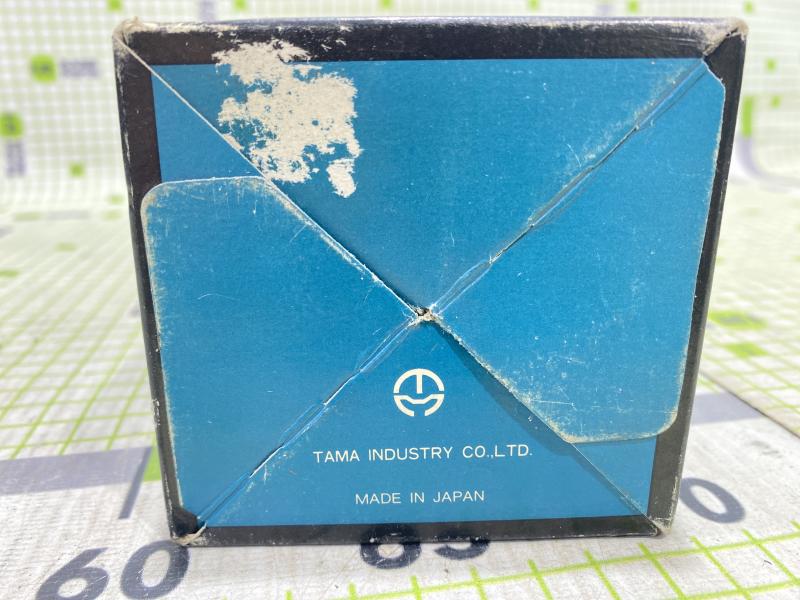 TAMA INDUSTRY CO.,LTD.
MADE IN JAPAN
60